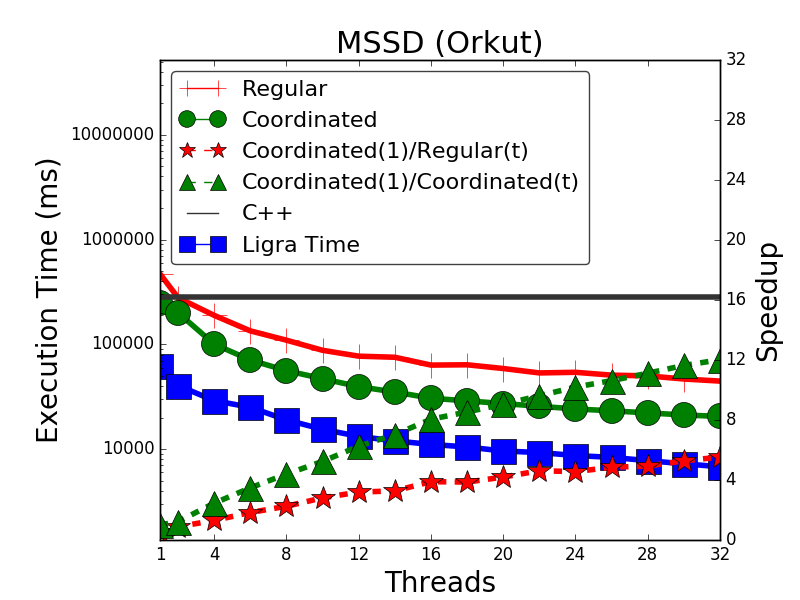 MSSD (Orkut)
Regular
Coordinated
Coordinated(1)/Regular(t)
Coordinated(1)/Coordinated(t)
C++
Ligra Time
Execution Time (ms)
10000000
1000000
100000
10000
32
28
24
20
16
12
8
4
0
Speedup
1 4 8 12 16 20 24 28 32
Threads